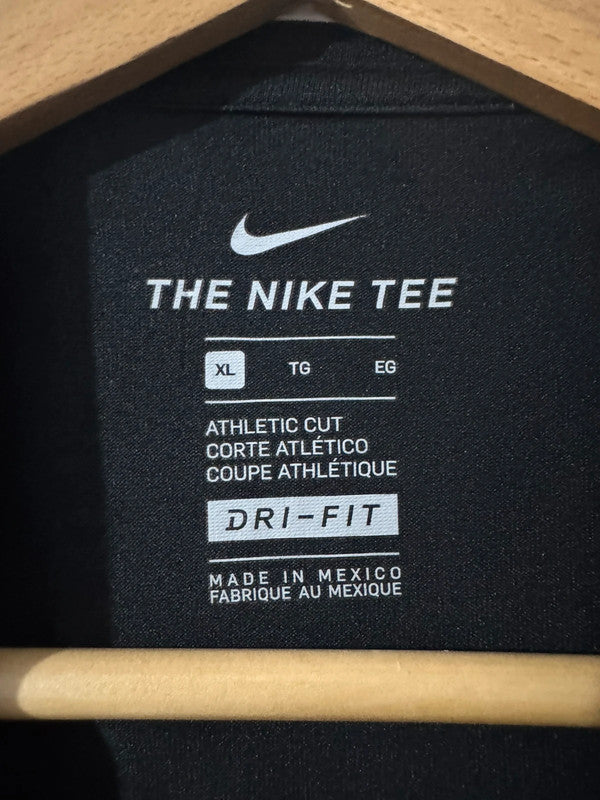 THE NIKE TEE
XL TG EG
ATHLETIC CUT
CORTE ATLÉTICO
COUPE ATHLÉTIQUE
DRI-FIT
MADE IN MEXICO
FABRIQUE AU MEXIQUE